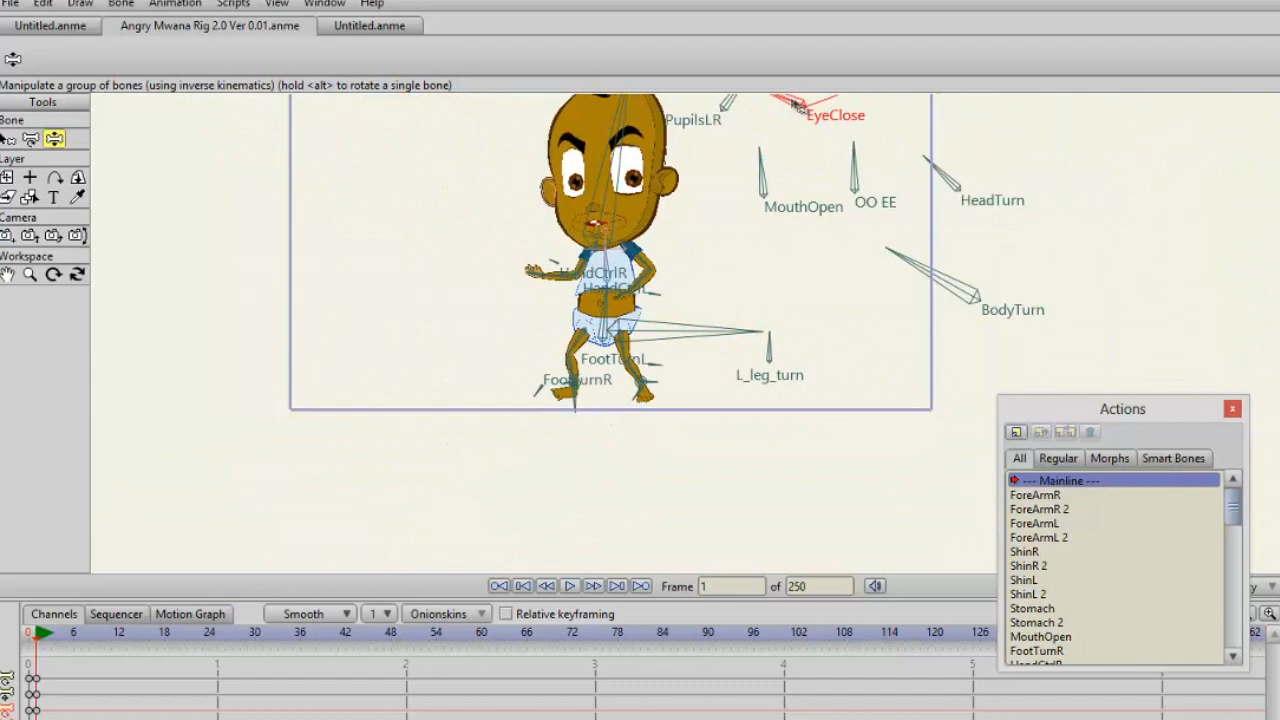 File Edit Draw Bone Animation Scripts View Window Help
Untitled.anme Angry Mwana Rig 2.0 Ver 0.01.anme Untitled.anme
Manipulate a group of bones (using inverse kinematics) (hold <alt> to rotate a single bone)
Tools
Bone
Layer
T
Camera
Workspace
PupilsLR
EyeClose
MouthOpen
OO EE
HeadTurn
HandCtrlR
BodyTurn
L_leg_turn
FootTurnL
FootTurnR
Actions
x
All Regular Morphs Smart Bones
--- Mainline ---
ForeArmR
ForeArmR 2
ForeArmL
ForeArmL 2
ShinR
ShinR 2
ShinL
ShinL 2
Stomach
Stomach 2
MouthOpen
FootTurnR
HandCtrlR
Frame 1 of 250
Channels Sequencer Motion Graph Smooth 1 Onionskins Relative keyframing
0 6 12 18 24 30 36 42 48 54 60 66 72 78 84 90 96 102 108 114 120 126
0 1 2 3 4 5